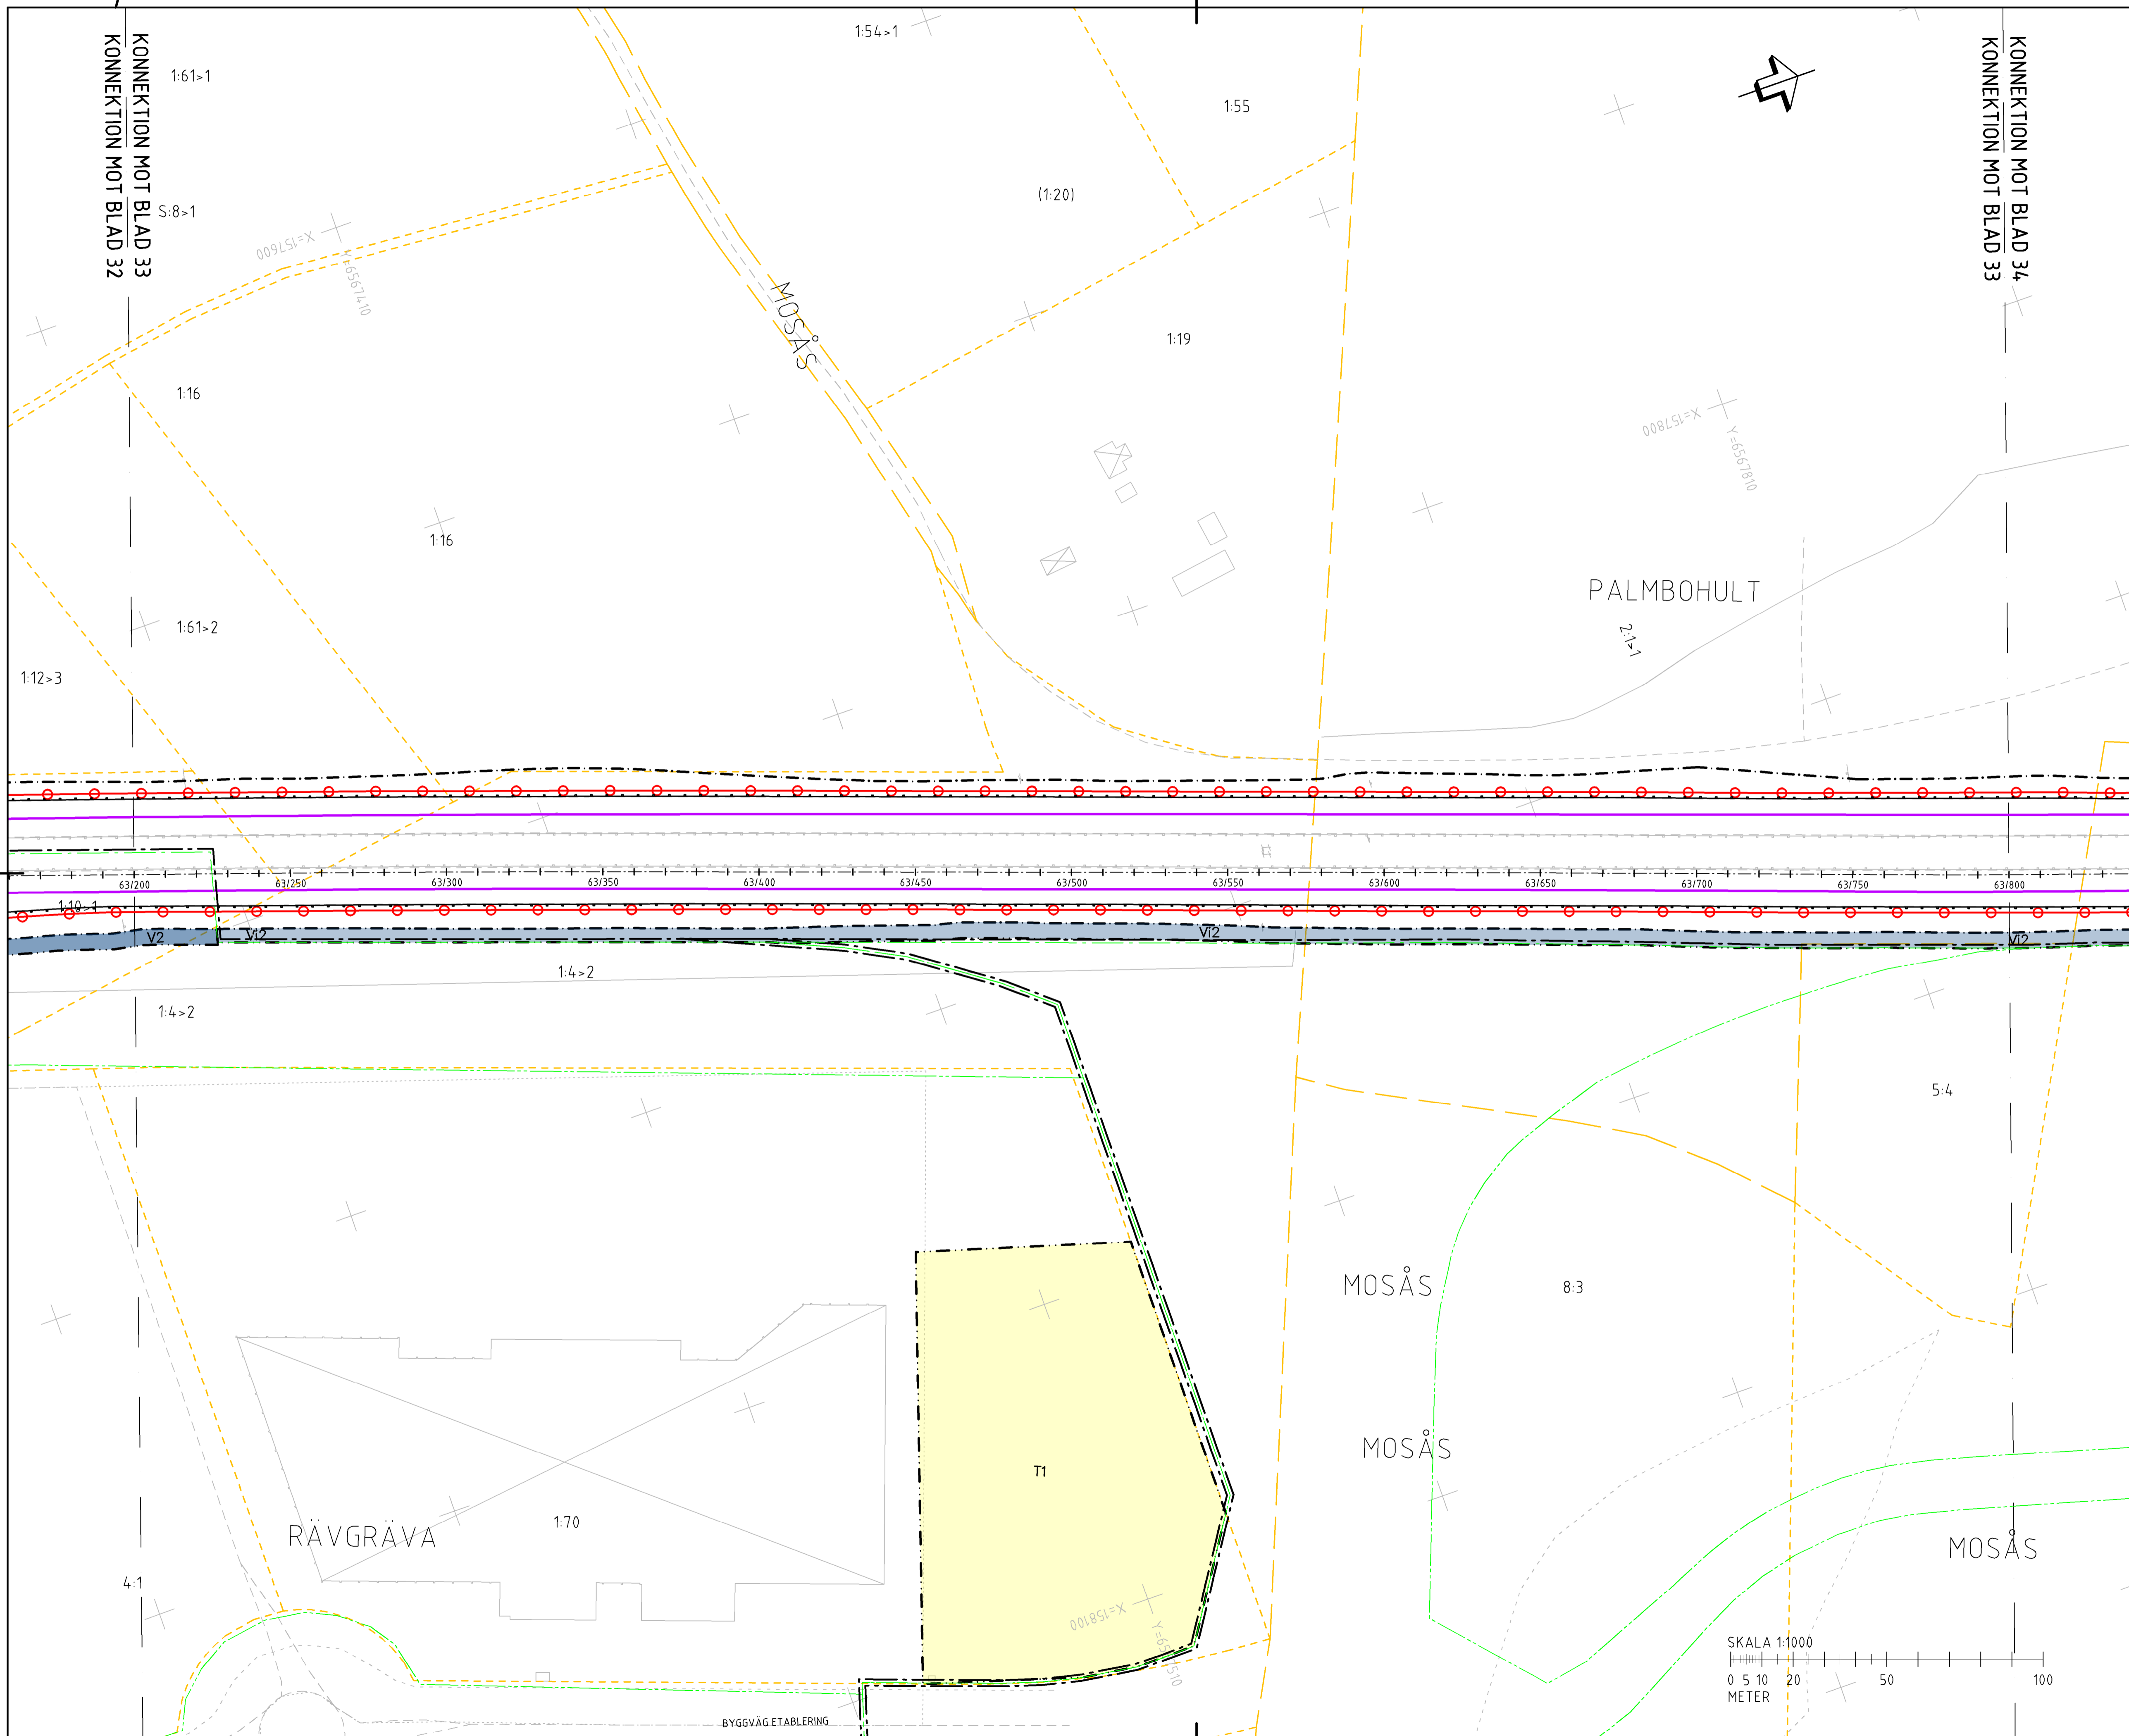 KONNEKTION MOT BLAD 33
KONNEKTION MOT BLAD 32
KONNEKTION MOT BLAD 34
KONNEKTION MOT BLAD 33
1:54>1
1:61>1
1:55
(1:20)
S:8>1
X=157600
Y=6567410
MOSÅS
1:19
1:16
X=157800
Y=6567810
1:16
PALMBOHULT
2:1>1
1:61>2
1:12>3
63/200
63/250
63/300
63/350
63/400
63/450
63/500
63/550
63/600
63/650
63/700
63/750
63/800
1:10>1
V2
Vi2
Vi2
Vi2
1:4>2
1:4>2
5:4
MOSÅS
8:3
MOSÅS
T1
RÄVGRÄVA
1:70
MOSÅS
4:1
X=158100
SKALA 1:1000
0 5 10 20 50 100
METER
BYGGVÄG ETABLERING